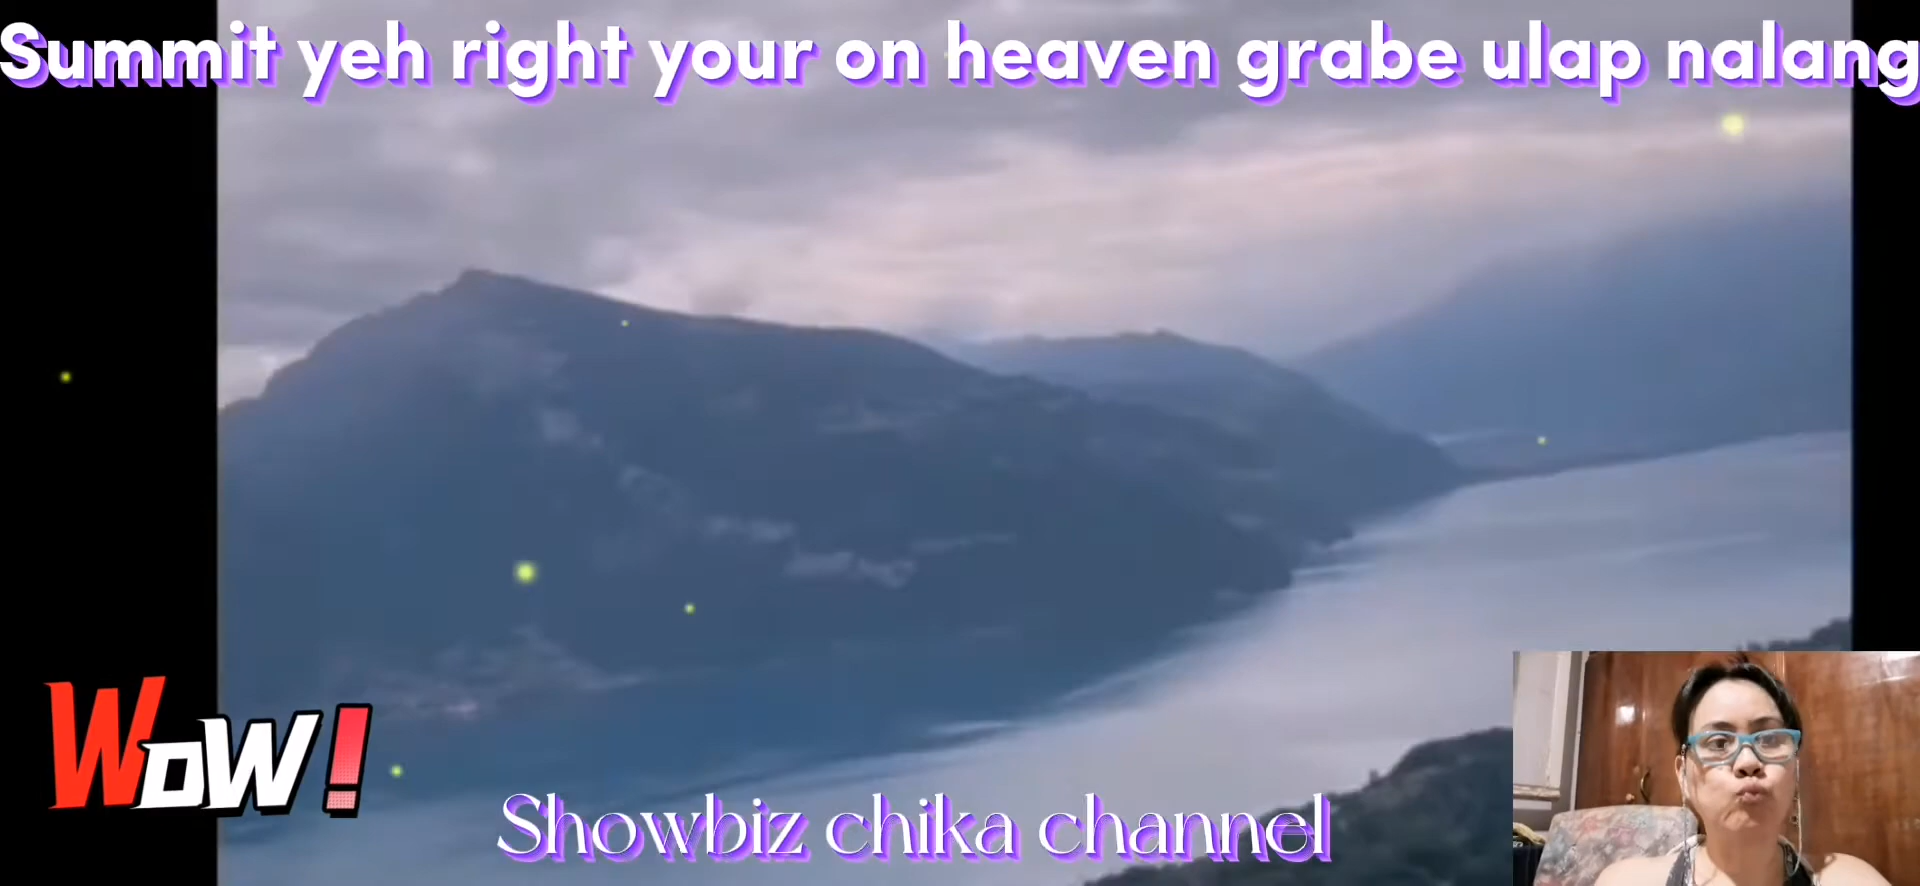 Summit yeh right your on heaven grabe ulap nalang
WOW!
Showbiz chika channel